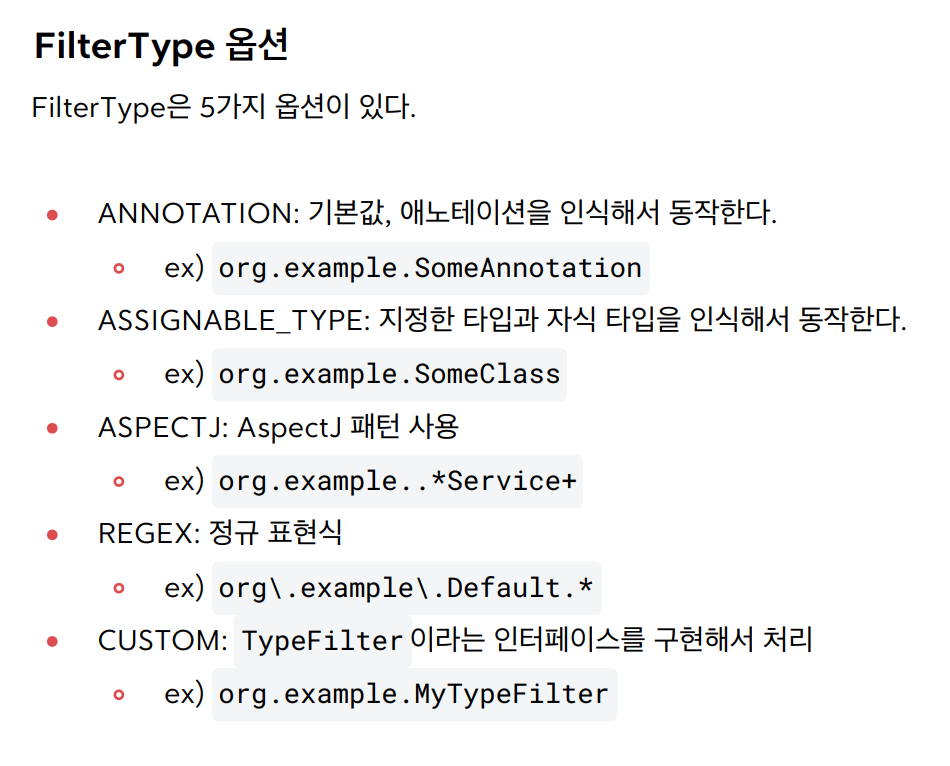 FilterType 옵션
FilterType은 5가지 옵션이 있다.
ANNOTATION: 기본값, 애노테이션을 인식해서 동작한다.
ex) org.example.SomeAnnotation
ASSIGNABLE_TYPE: 지정한 타입과 자식 타입을 인식해서 동작한다.
ex) org.example.SomeClass
ASPECTJ: AspectJ 패턴 사용
ex) org.example..*Service+
REGEX: 정규 표현식
ex) org\.example\.Default.*
CUSTOM: TypeFilter 이라는 인터페이스를 구현해서 처리
ex) org.example.MyTypeFilter